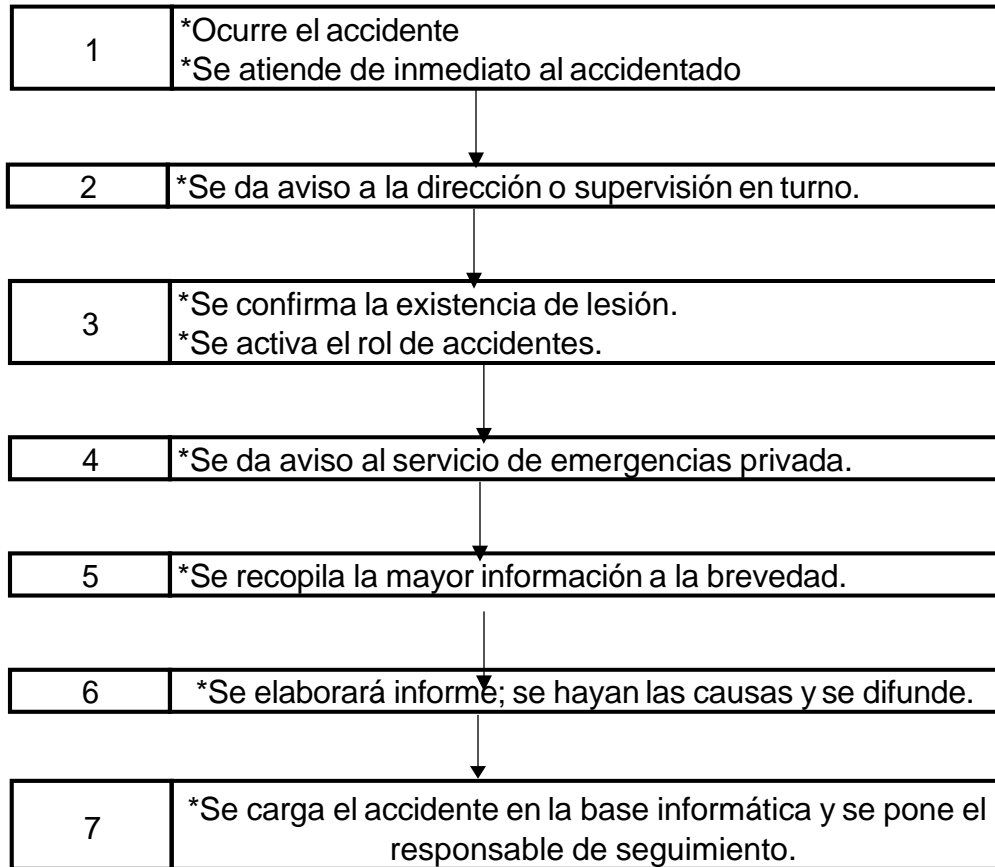 1
*Ocurre el accidente
*Se atiende de inmediato al accidentado
2
*Se da aviso a la dirección o supervisión en turno.
3
*Se confirma la existencia de lesión.
*Se activa el rol de accidentes.
4
*Se da aviso al servicio de emergencias privada.
5
*Se recopila la mayor información a la brevedad.
6
*Se elaborará informe; se hayan las causas y se difunde.
7
*Se carga el accidente en la base informática y se pone el
responsable de seguimiento.